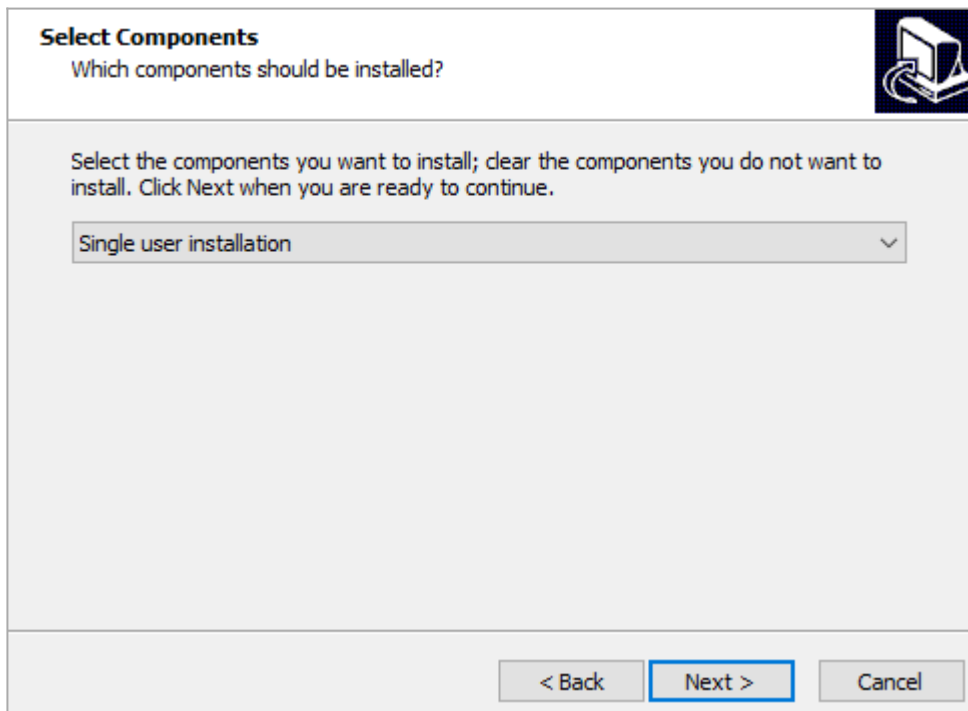 Select Components
Which components should be installed?
Select the components you want to install; clear the components you do not want to
install. Click Next when you are ready to continue.
Single user installation
< Back
Next >
Cancel